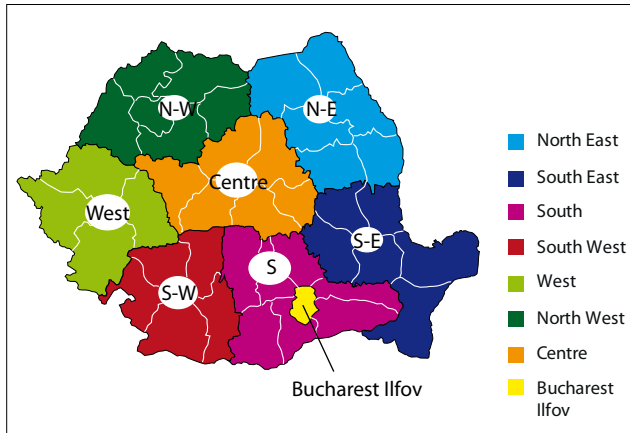 N-W
N-E
Centre
West
S-E
S
S-W
Bucharest Ilfov
North East
South East
South
South West
West
North West
Centre
Bucharest
Ilfov